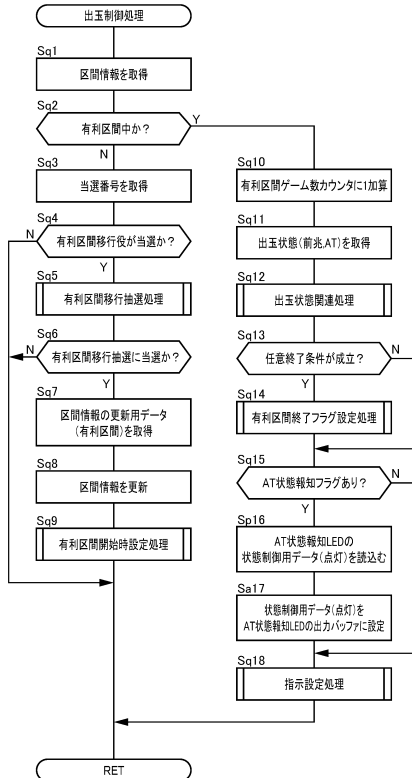 出玉制御処理
Sq1
区間情報を取得
Sq2
有利区間中か？
Y
N
Sq3
当選番号を取得
Sq4
N
有利区間移行役が当選か？
Y
Sq5
有利区間移行抽選処理
Sq6
N
有利区間移行抽選に当選か？
Y
Sq7
区間情報の更新用データ
(有利区間)を取得
Sq8
区間情報を更新
Sq9
有利区間開始時設定処理
Sq10
有利区間ゲーム数カウンタに1加算
Sq11
出玉状態(前兆,AT)を取得
Sq12
出玉状態関連処理
Sq13
任意終了条件が成立？
N
Y
Sq14
有利区間終了フラグ設定処理
Sq15
AT状態報知フラグあり？
N
Y
Sp16
AT状態報知LEDの
状態制御用データ(点灯)を読込む
Sa17
状態制御用データ(点灯)を
AT状態報知LEDの出力バッファに設定
Sq18
指示設定処理
RET